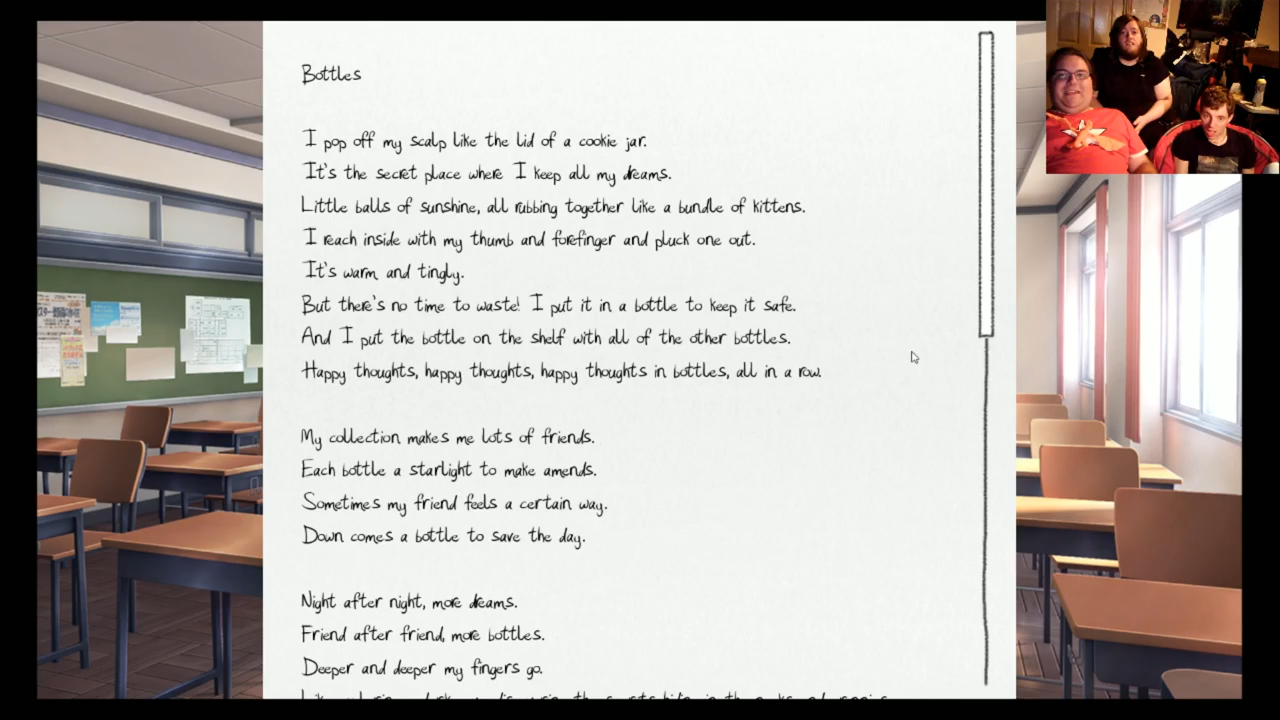 Bottles
I pop off my scalp like the lid of a cookie jar.
It's the secret place where I keep all my dreams.
Little balls of sunshine, all rubbing together like a bundle of kittens.
I reach inside with my thumb and forefinger and pluck one out.
It's warm and tingly.
But there's no time to waste! I put it in a bottle to keep it safe.
And I put the bottle on the shelf with all of the other bottles.
Happy thoughts, happy thoughts, happy thoughts in bottles, all in a row.
My collection makes me lots of friends.
Each bottle a starlight to make amends.
Sometimes my friend feels a certain way.
Down comes a bottle to save the day.
Night after night, more dreams.
Friend after friend, more bottles.
Deeper and deeper my fingers go.